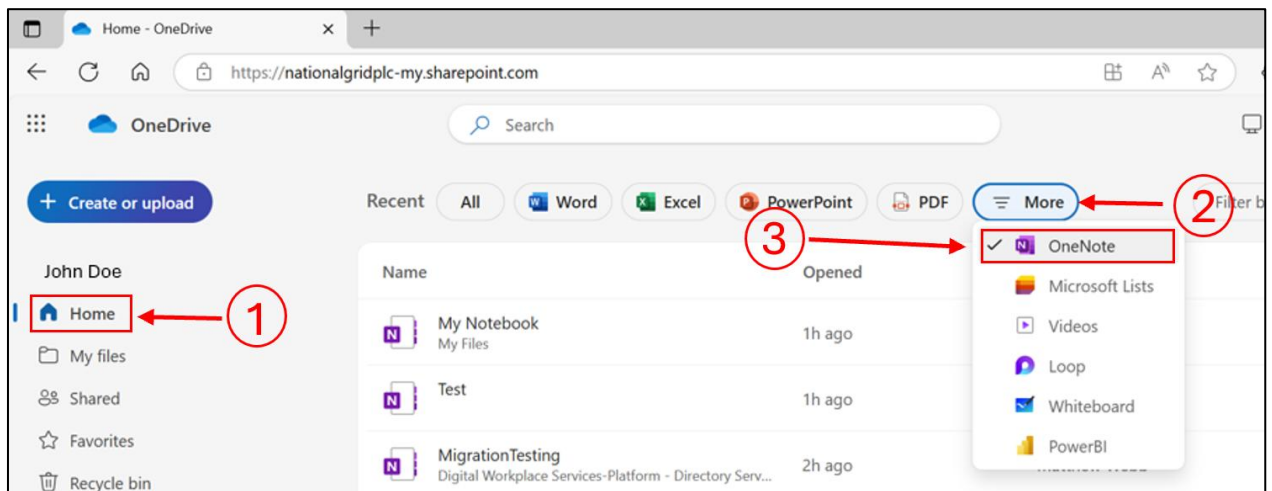 Home - OneDrive
https://nationalgridplc-my.sharepoint.com
OneDrive
Search
+ Create or upload
Recent All Word Excel PowerPoint PDF More
2
Filter b
3
OneNote
Microsoft Lists
Videos
Loop
Whiteboard
PowerBI
John Doe
Home
1
My files
Shared
Favorites
Recycle bin
Name Opened
My Notebook
My Files
1h ago
Test
1h ago
MigrationTesting
Digital Workplace Services-Platform - Directory Serv...
2h ago